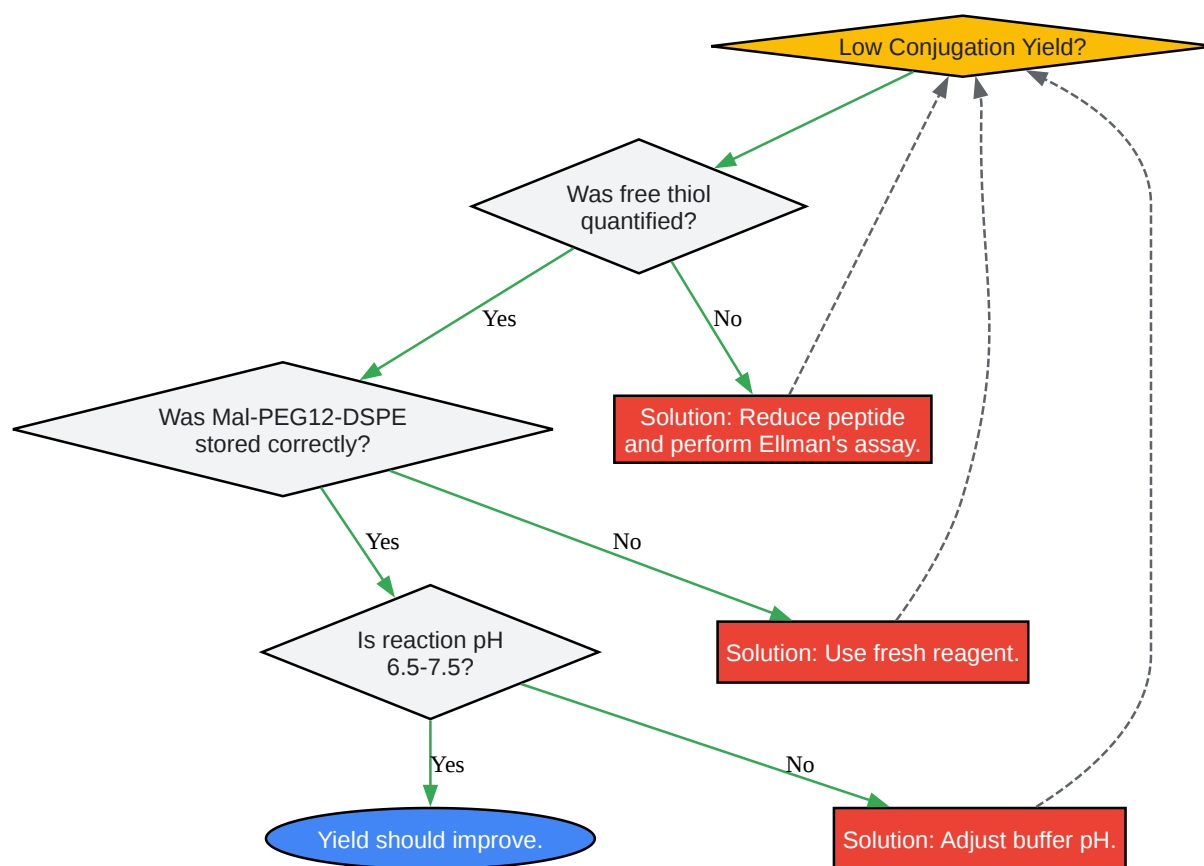 Low Conjugation Yield?
Was free thiol
quantified?
Yes
No
Was Mal-PEG12-DSPE
stored correctly?
Solution: Reduce peptide
and perform Ellman's assay.
Yes
No
Is reaction pH
6.5-7.5?
Solution: Use fresh reagent.
Yes
No
Yield should improve.
Solution: Adjust buffer pH.